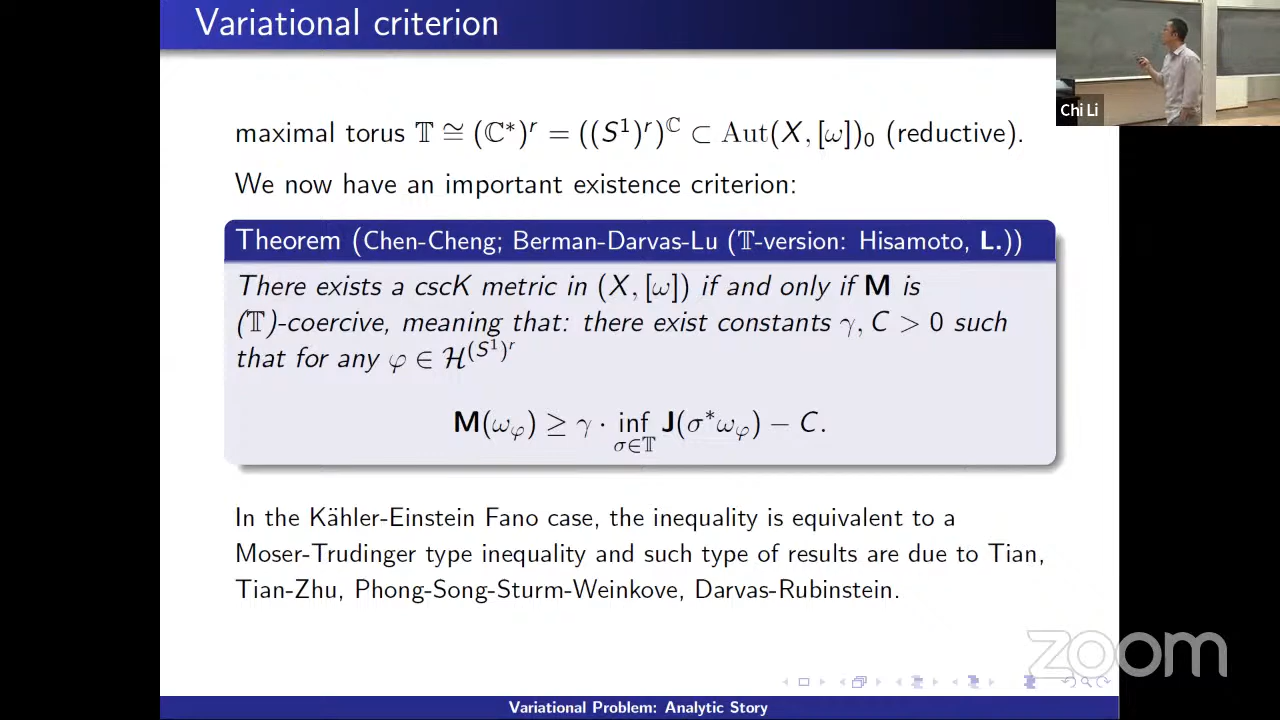 Variational criterion
Chi Li
maximal torus 𝕋 ≅ (ℂ*)^r = ((S^1)^r)^ℂ ⊂ Aut(X, [ω])_0 (reductive).
We now have an important existence criterion:
Theorem (Chen-Cheng; Berman-Darvas-Lu (𝕋-version: Hisamoto, L.))
There exists a cscK metric in (X, [ω]) if and only if M is
(𝕋)-coercive, meaning that: there exist constants γ, C > 0 such
that for any φ ∈ ℋ^{(S^1)^r}
M(ω_φ) ≥ γ · inf_{σ∈𝕋} J(σ*ω_φ) − C.
In the Kähler-Einstein Fano case, the inequality is equivalent to a
Moser-Trudinger type inequality and such type of results are due to Tian,
Tian-Zhu, Phong-Song-Sturm-Weinkove, Darvas-Rubinstein.
zoom
Variational Problem: Analytic Story